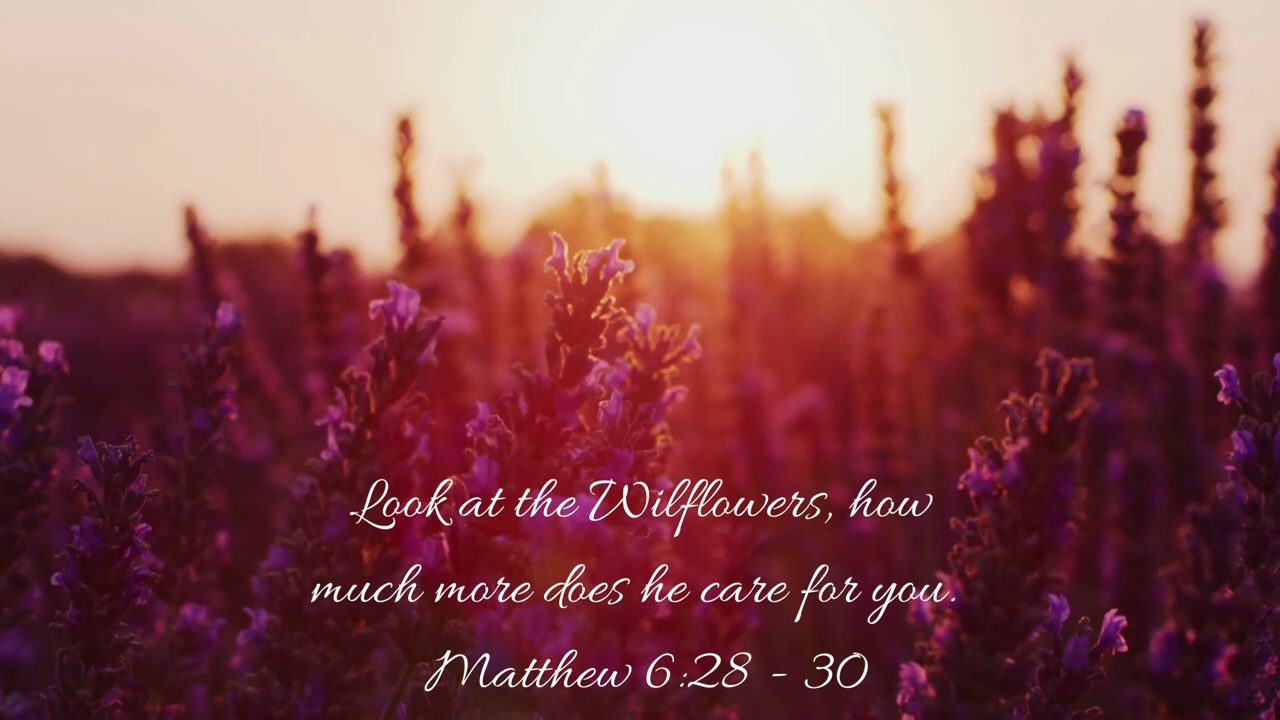 Look at the Wilflowers, how
much more does he care for you.
Matthew 6:28 - 30